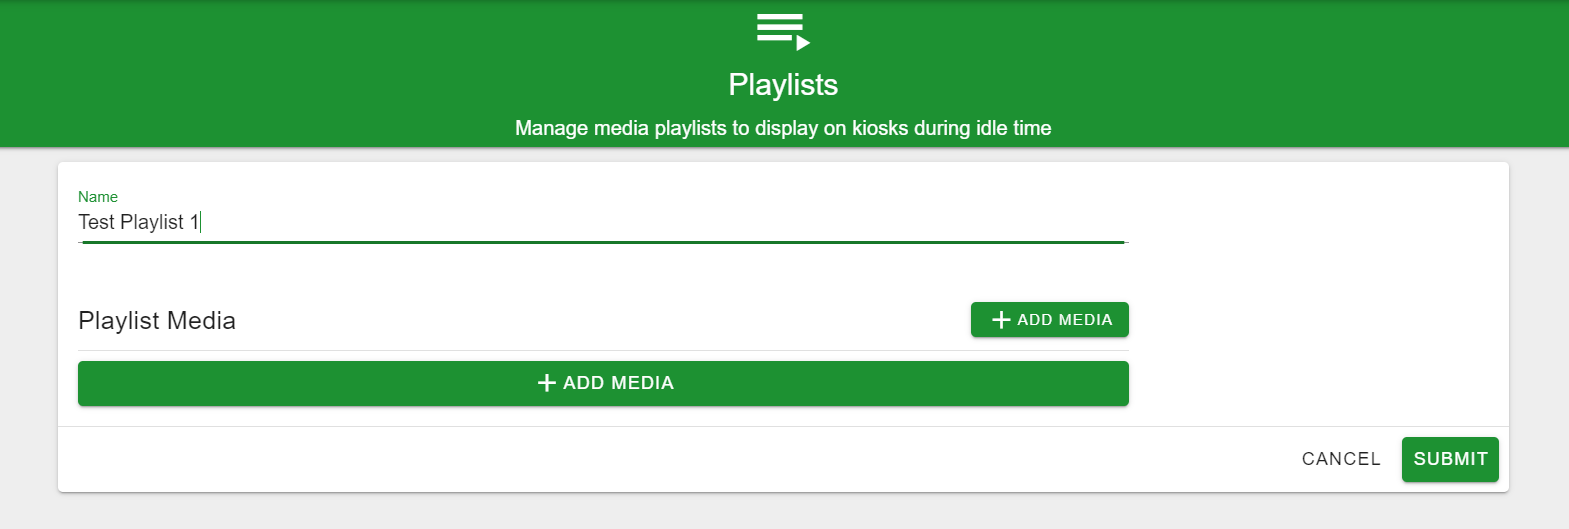 Playlists
Manage media playlists to display on kiosks during idle time
Name
Test Playlist 1
Playlist Media
ADD MEDIA
ADD MEDIA
CANCEL
SUBMIT